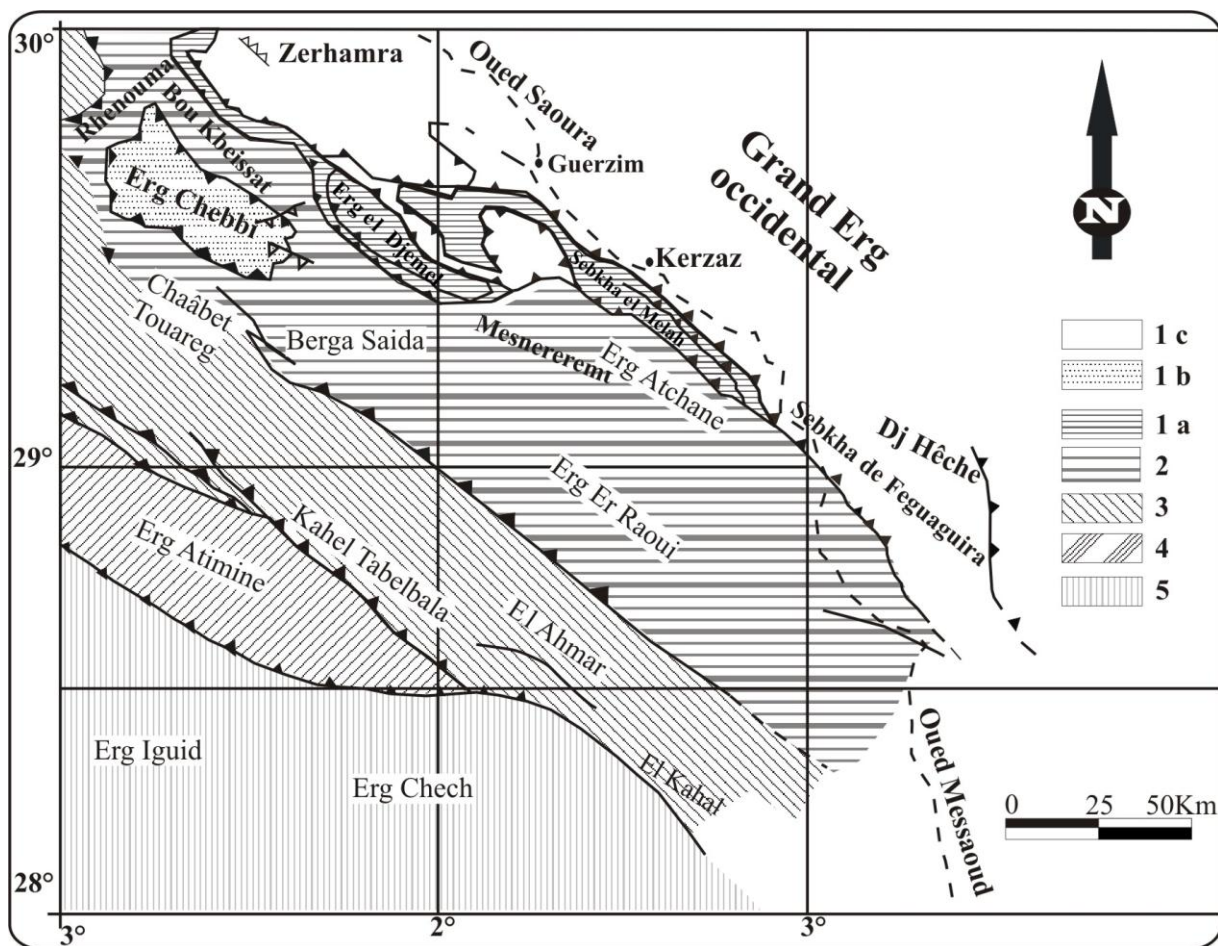 30°
Zerhamra
Oued Saoura
Rhenouma
Bou Kbeissat
Guerzim
Grand Erg
occidental
N
Erg Chebbi
Erg el Djemel
Kerzaz
Sebkha el Melah
Chaâbet
Touareg
Berga Saida
Mesnereremt
Erg Atchane
1 c
1 b
1 a
2
3
4
5
29°
Sebkha de Feguaguira
Dj Hêche
Erg Er Raoui
Erg Atimine
Kahel Tabelbala
El Ahmar
Erg Iguid
Erg Chech
El Kahal
Oued Messaoud
0 25 50Km
28°
3° 2° 3°